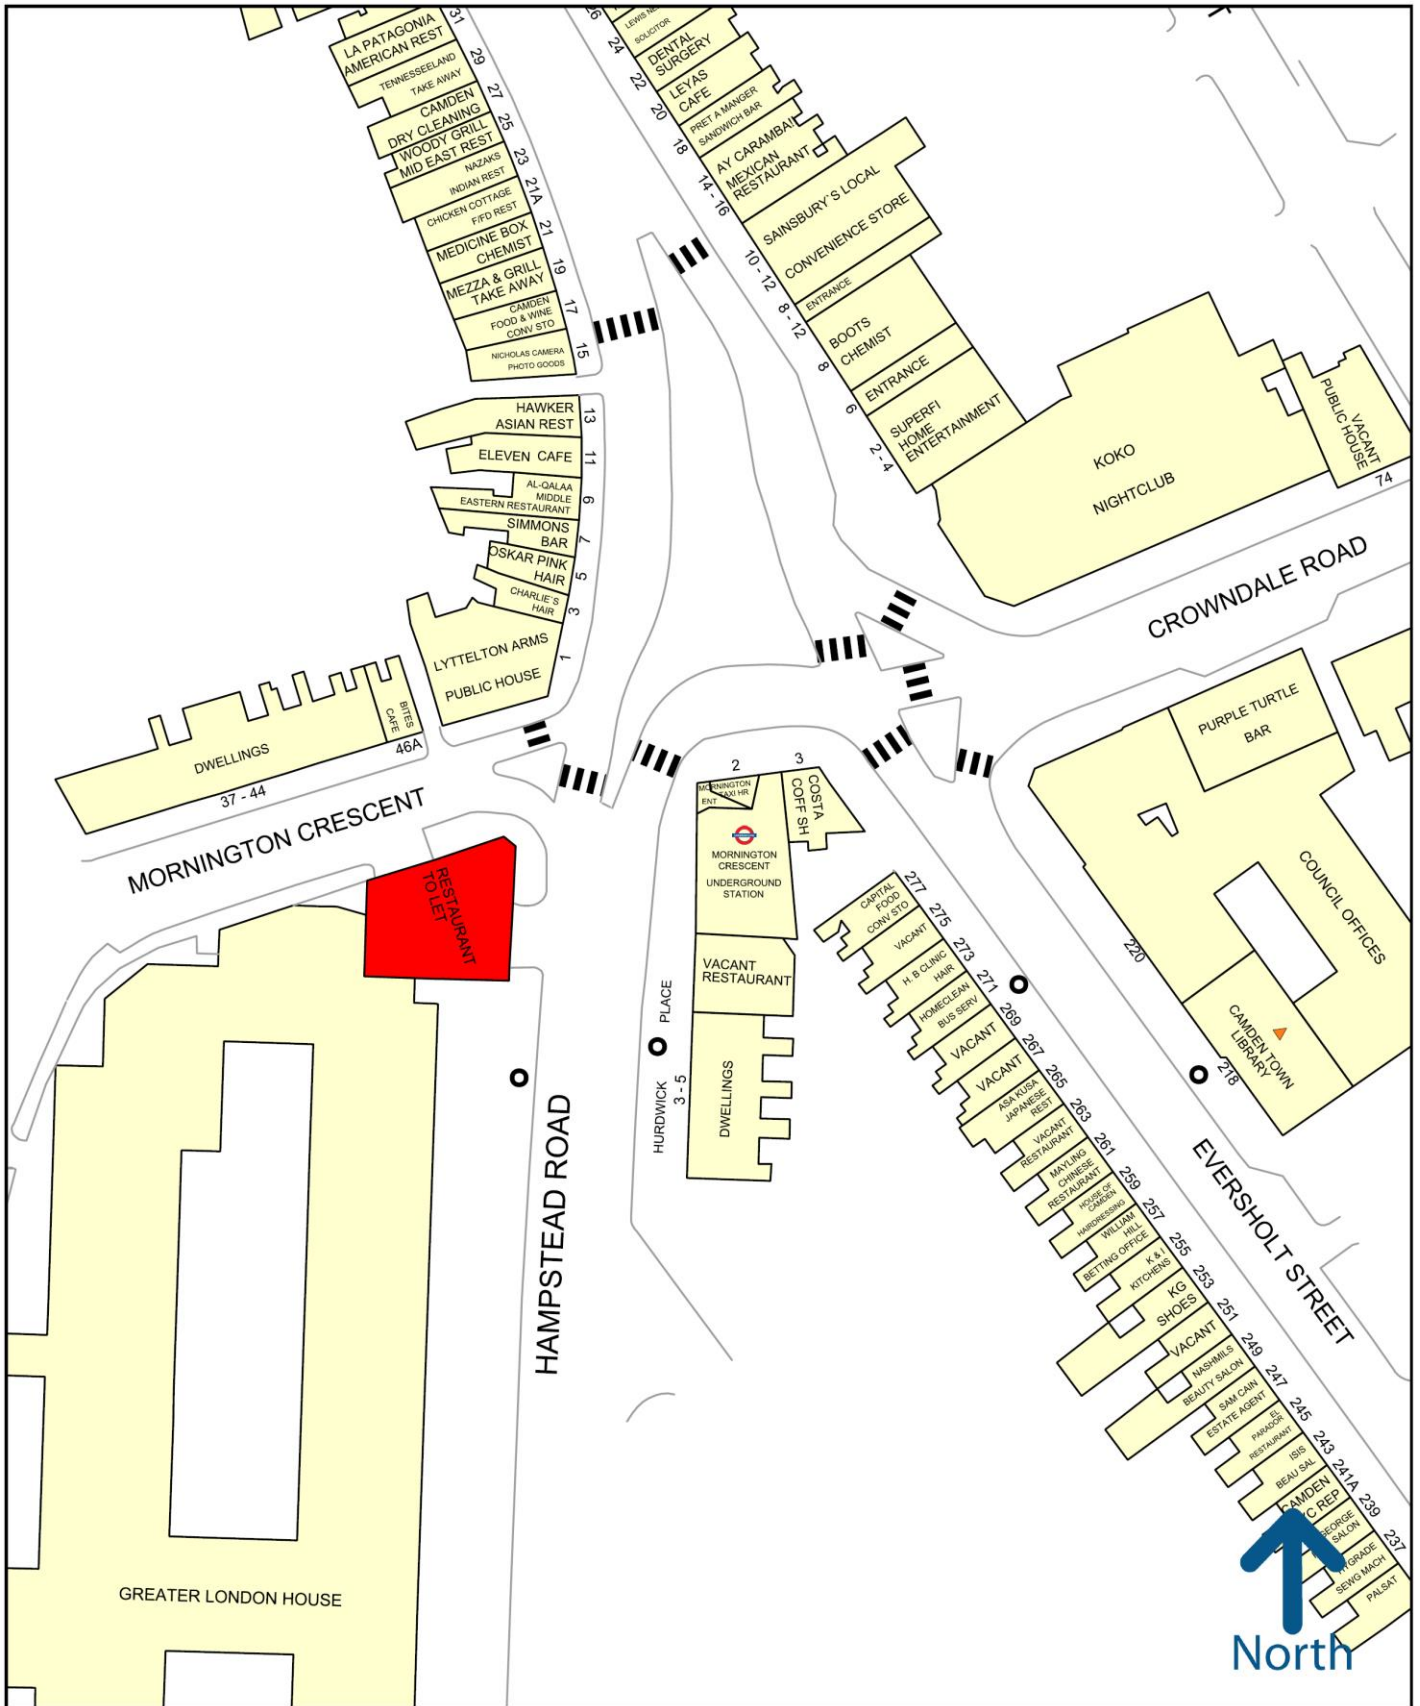 31
LA PATAGONIA
AMERICAN REST
29
TENNESSEELAND
TAKE AWAY
27
CAMDEN
DRY CLEANING
25
WOODY GRILL
MID EAST REST
23
NAZAKS
INDIAN REST
21A
CHICKEN COTTAGE
F/FD REST
21
MEDICINE BOX
CHEMIST
19
MEZZA & GRILL
TAKE AWAY
17
CAMDEN
FOOD & WINE
CONV STO
15
NICHOLAS CAMERA
PHOTO GOODS
13
HAWKER
ASIAN REST
11
ELEVEN CAFE
9
AL-QALAA
MIDDLE
EASTERN RESTAURANT
7
SIMMONS
BAR
5
OSKAR PINK
HAIR
3
CHARLIE'S
HAIR
1
LYTTELTON ARMS
PUBLIC HOUSE
BITES
CAFE
46A
DWELLINGS
37 - 44
MORNINGTON CRESCENT
26
SOLICITOR
24
DENTAL
SURGERY
22
LEYAS
CAFE
20
PRET A MANGER
SANDWICH BAR
18
AY CARAMBA!
MEXICAN
RESTAURANT
14 - 16
SAINSBURY'S LOCAL
CONVENIENCE STORE
10 - 12
ENTRANCE
8 - 12
BOOTS
CHEMIST
8
ENTRANCE
6
SUPERFI
HOME
ENTERTAINMENT
2 - 4
KOKO
NIGHTCLUB
VACANT
PUBLIC HOUSE
74
CROWNDALE ROAD
PURPLE TURTLE
BAR
COUNCIL OFFICES
220
CAMDEN TOWN
LIBRARY
218
2
3
MORNINGTON
TAXI HR
ENT
COSTA
COFF SH
MORNINGTON
CRESCENT
UNDERGROUND
STATION
VACANT
RESTAURANT
DWELLINGS
HURDWICK PLACE
3 - 5
RESTAURANT
TO LET
HAMPSTEAD ROAD
GREATER LONDON HOUSE
277
CAPITAL
FOOD
CONV STO
275
VACANT
273
H. B CLINIC
HAIR
271
HOMECLEAN
BUS SERV
269
VACANT
267
VACANT
265
ASA KUSA
JAPANESE
REST
263
VACANT
RESTAURANT
261
MAYLING
CHINESE
RESTAURANT
259
HOUSE OF
CAMDEN
HAIRDRESSING
257
WILLIAM
HILL
BETTING OFFICE
255
K & I
KITCHENS
253
KG
SHOES
251
VACANT
249
NASHMILS
BEAUTY SALON
247
SAM CAIN
ESTATE AGENT
245
EL
PARADOR
RESTAURANT
243
ISIS
BEAU SAL
241A
CAMDEN
REP
239
GEORGE
SALON
237
HYGRADE
SEWG MACH
PALSAT
EVERSHOLT STREET
North